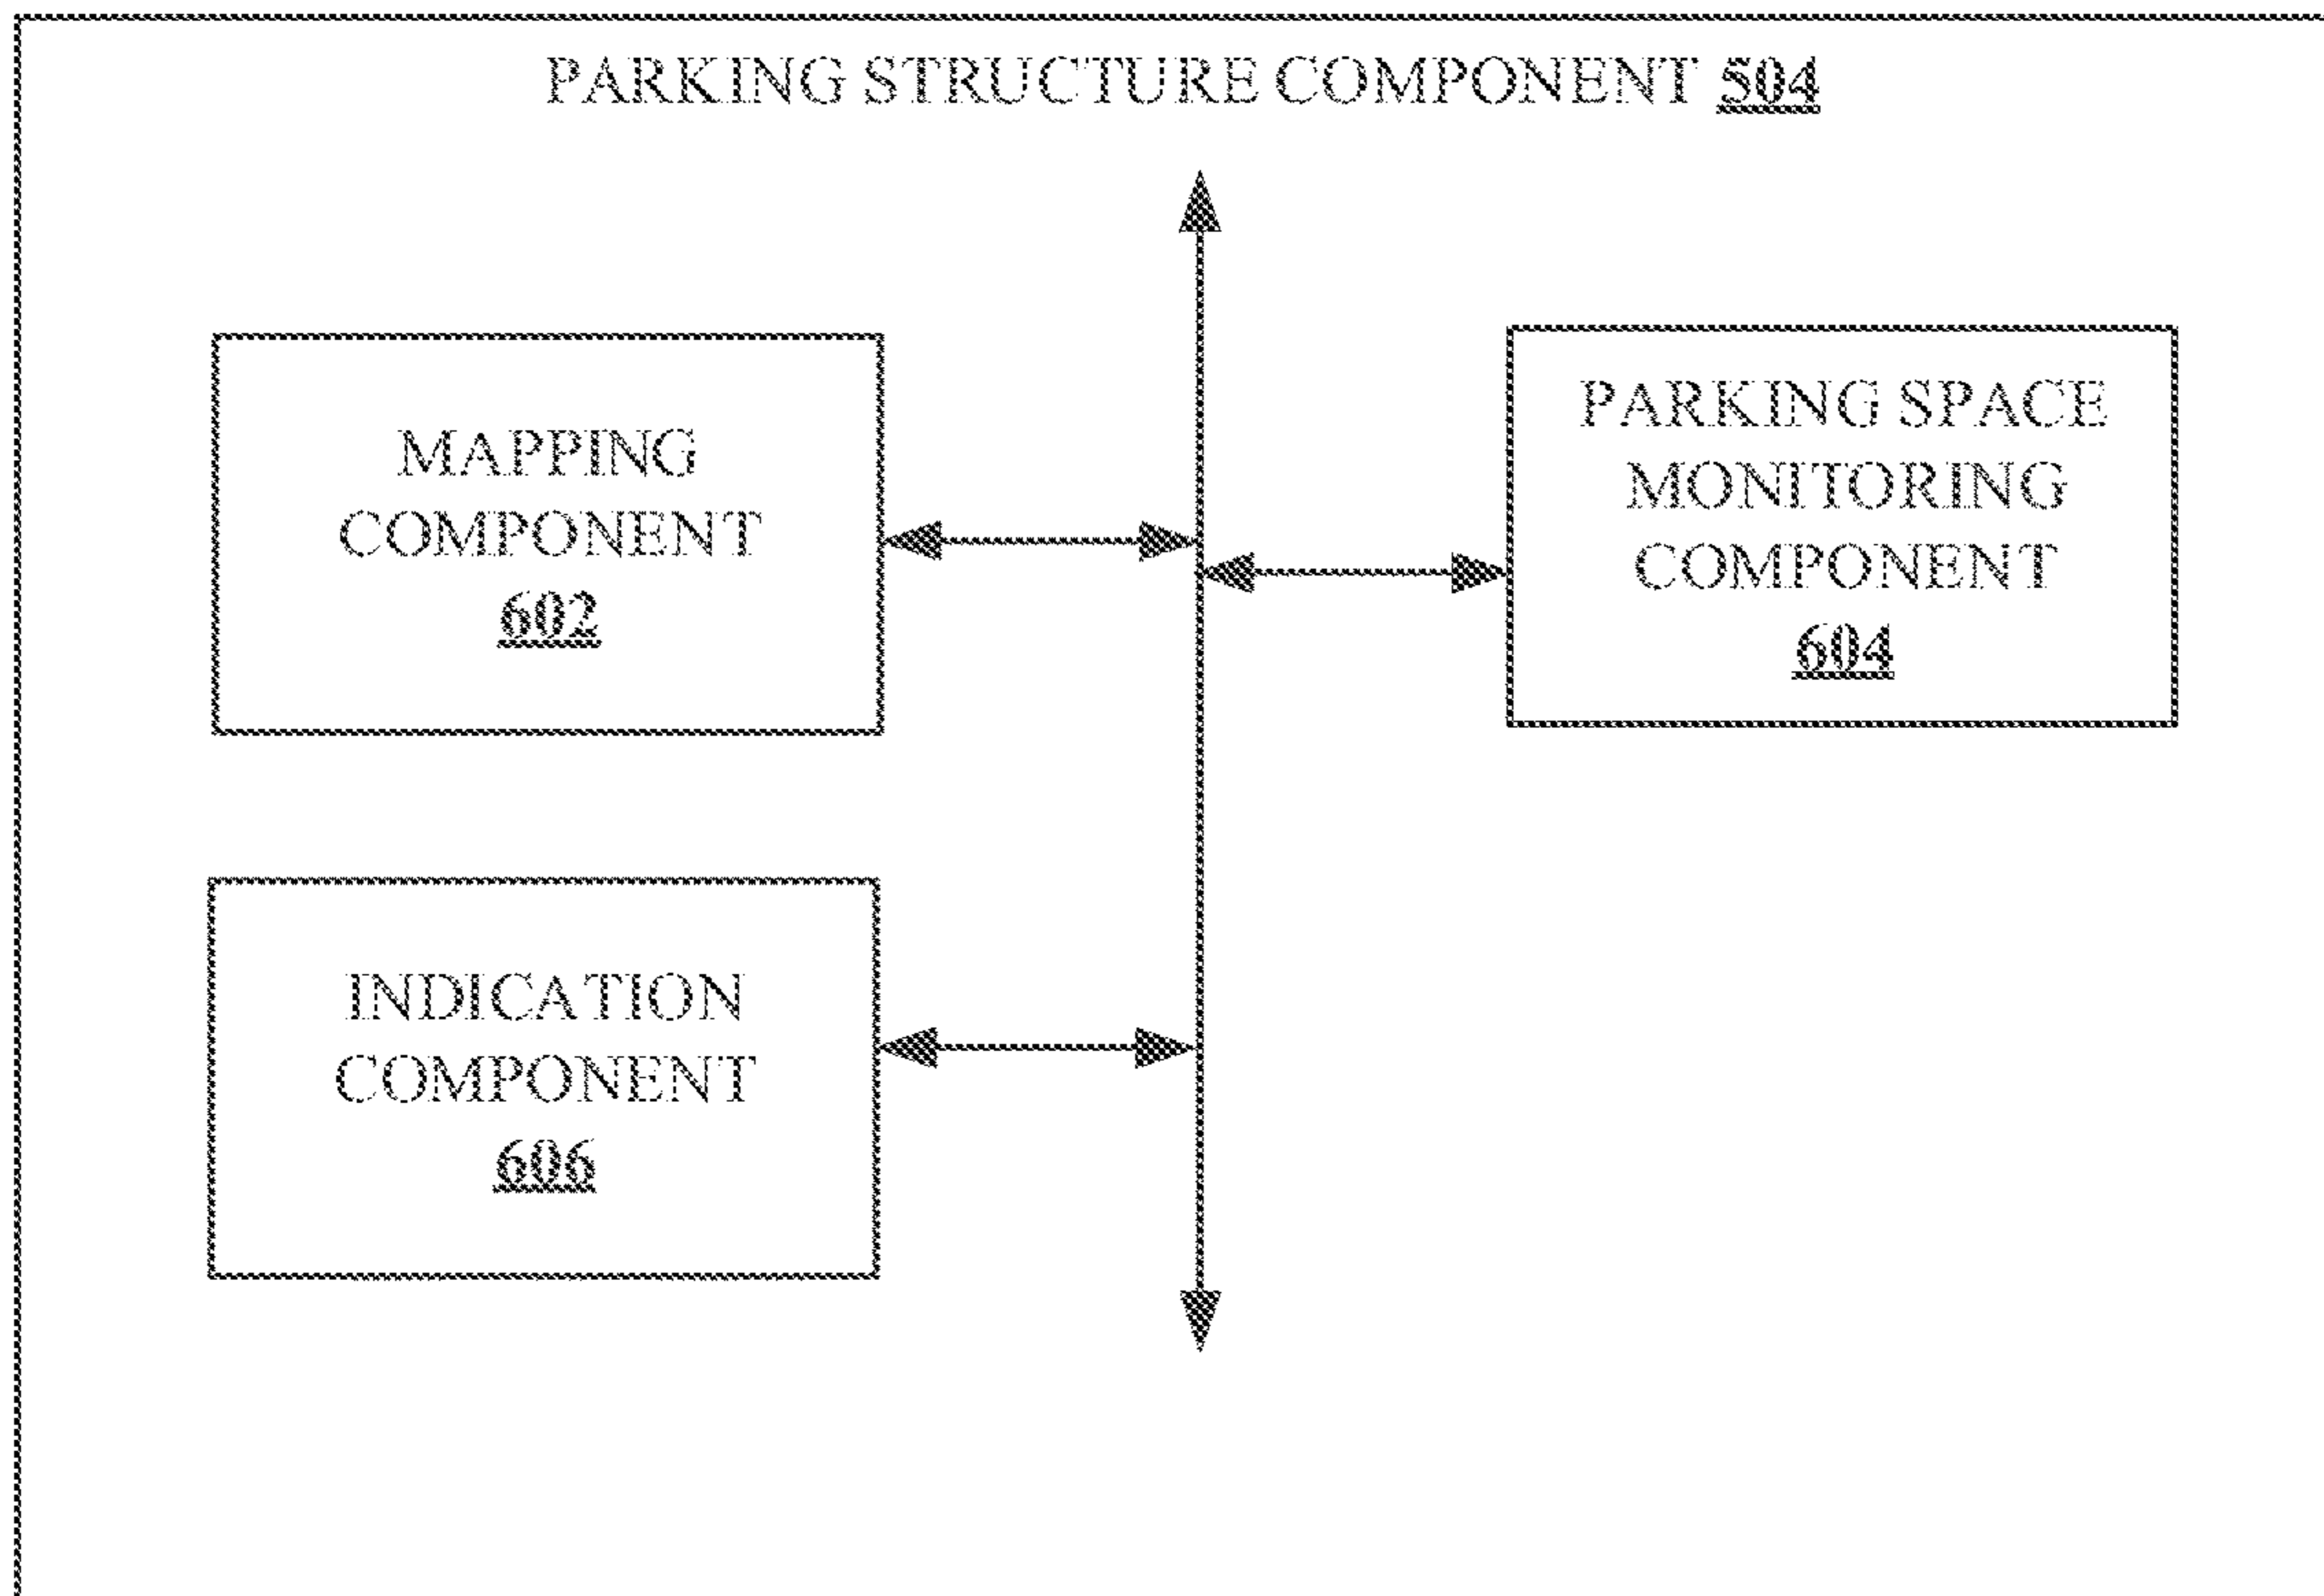 PARKING STRUCTURE COMPONENT 504
MAPPING
COMPONENT
602
PARKING SPACE
MONITORING
COMPONENT
604
INDICATION
COMPONENT
606